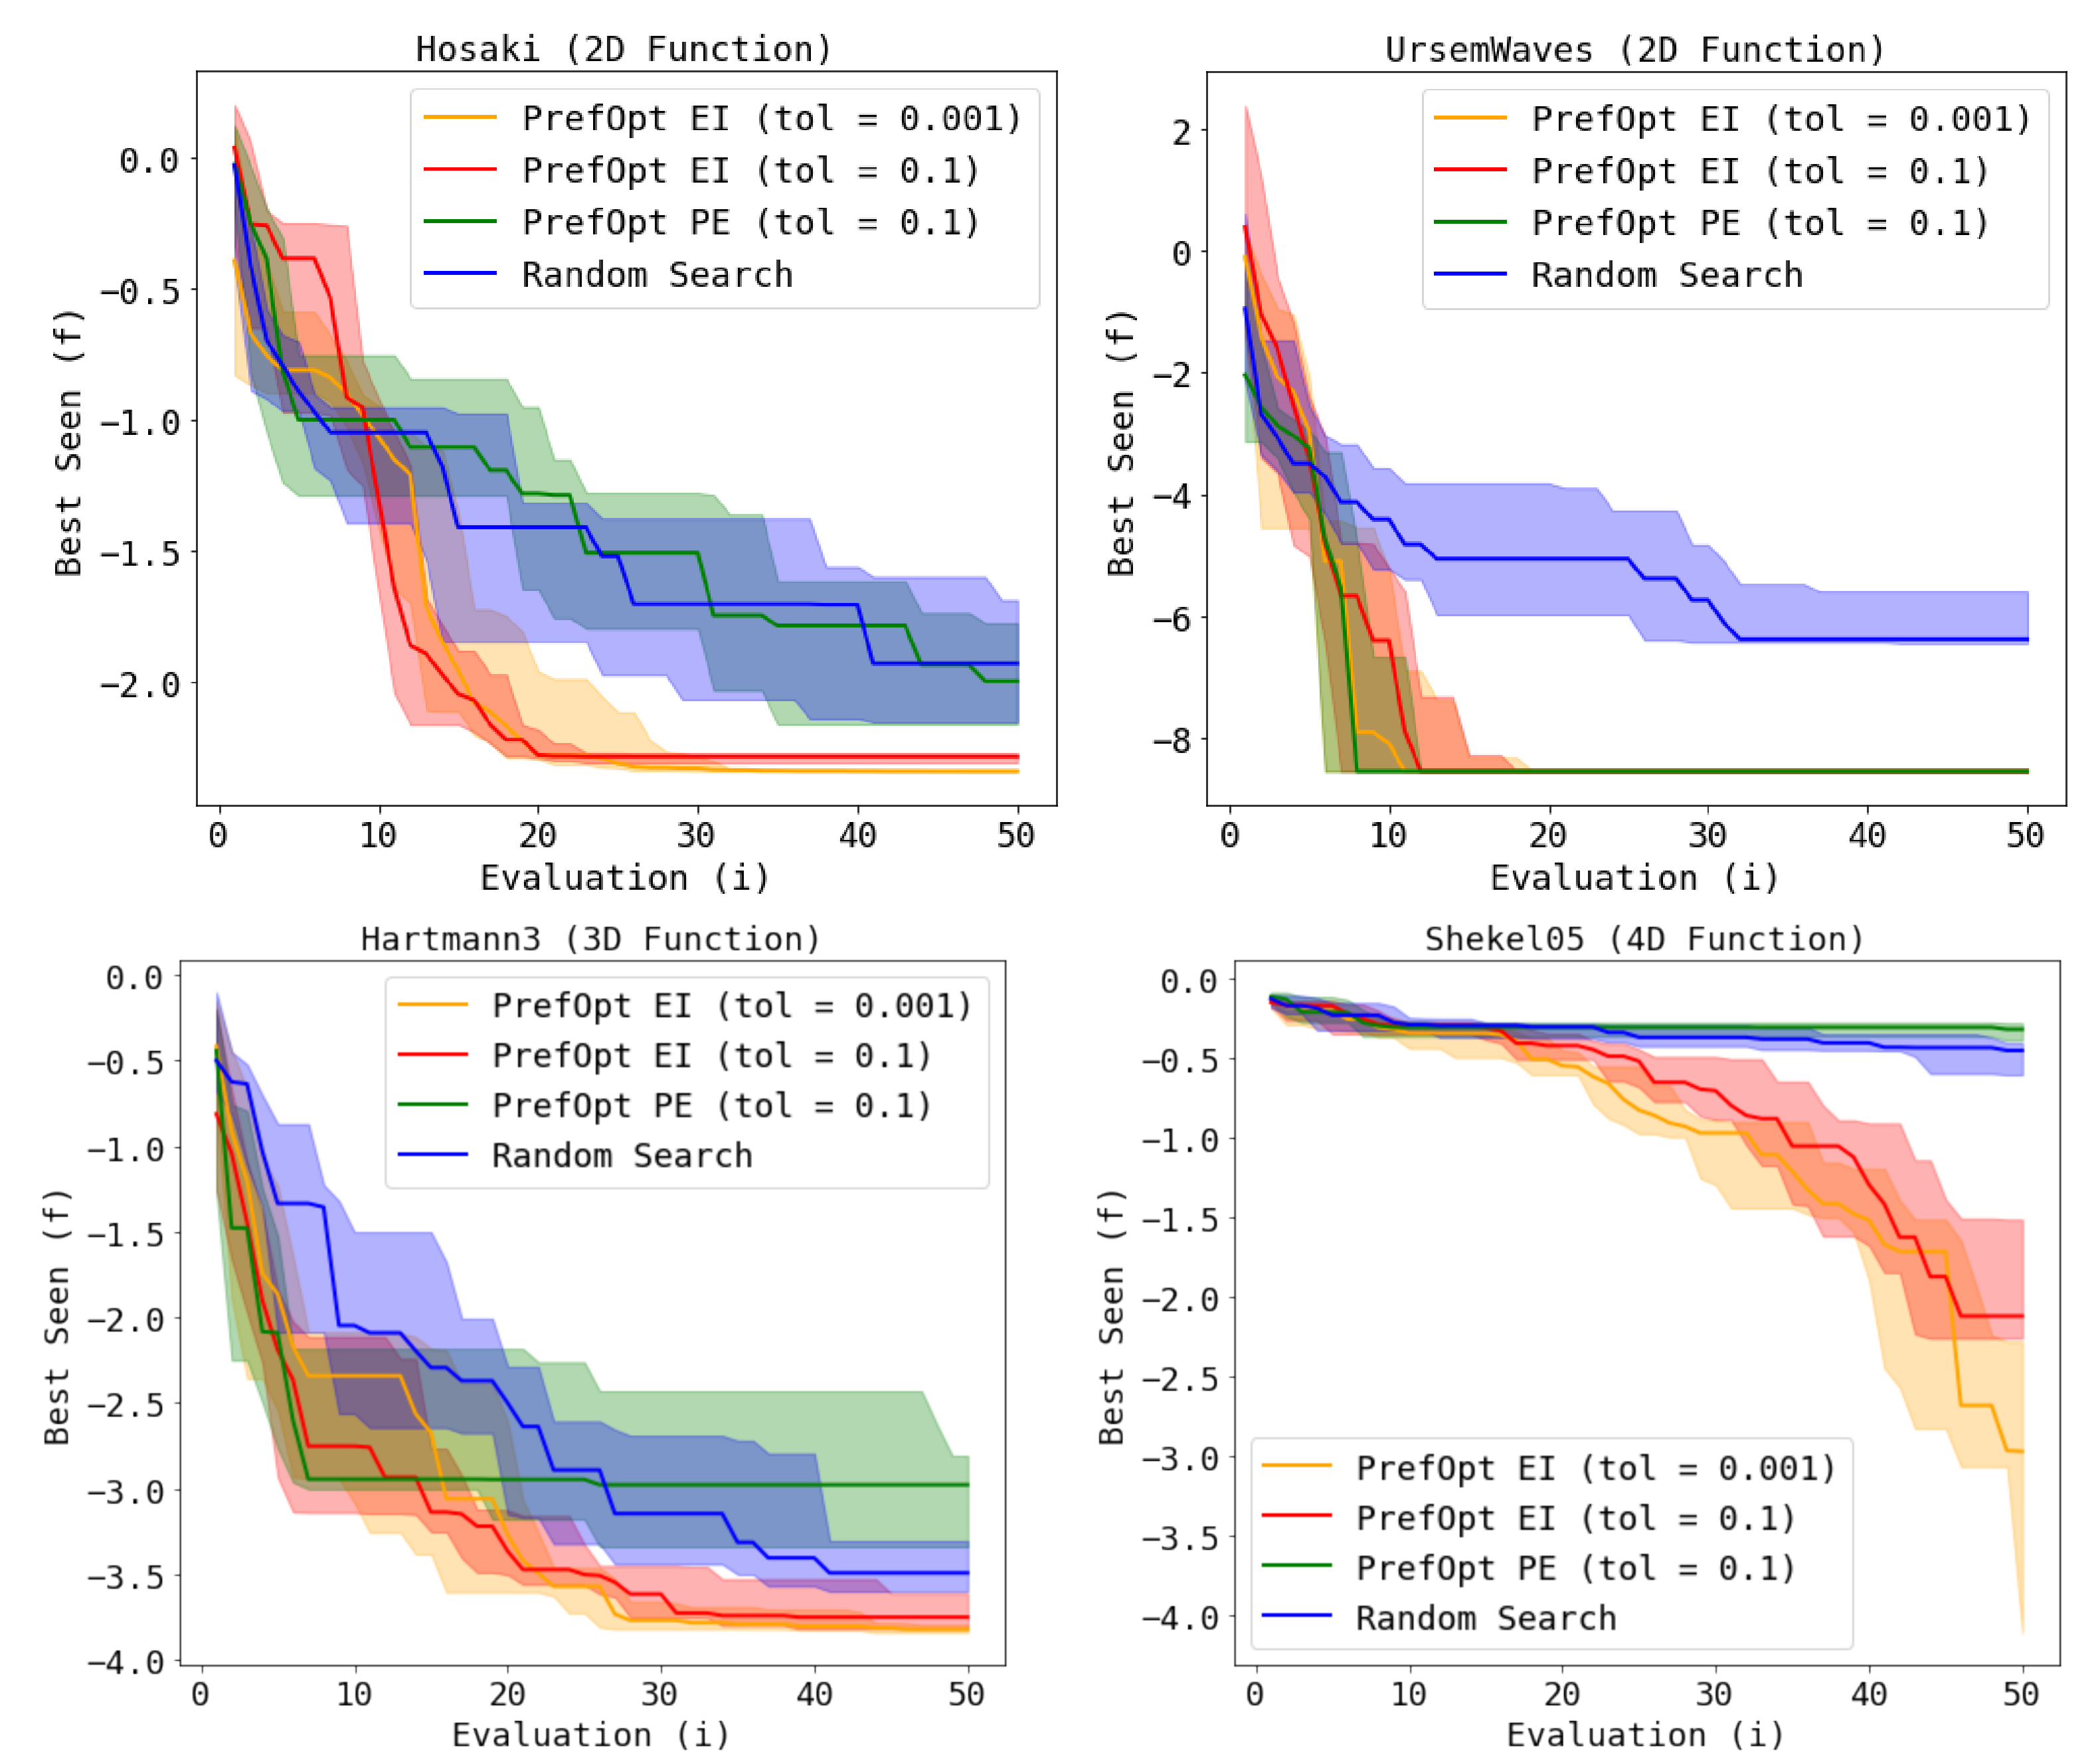 Hosaki (2D Function)
PrefOpt EI (tol = 0.001)
PrefOpt EI (tol = 0.1)
PrefOpt PE (tol = 0.1)
Random Search
0.0
−0.5
−1.0
−1.5
−2.0
Best Seen (f)
0 10 20 30 40 50
Evaluation (i)
UrsemWaves (2D Function)
PrefOpt EI (tol = 0.001)
PrefOpt EI (tol = 0.1)
PrefOpt PE (tol = 0.1)
Random Search
2
0
−2
−4
−6
−8
Best Seen (f)
0 10 20 30 40 50
Evaluation (i)
Hartmann3 (3D Function)
PrefOpt EI (tol = 0.001)
PrefOpt EI (tol = 0.1)
PrefOpt PE (tol = 0.1)
Random Search
0.0
−0.5
−1.0
−1.5
−2.0
−2.5
−3.0
−3.5
−4.0
Best Seen (f)
0 10 20 30 40 50
Evaluation (i)
Shekel05 (4D Function)
0.0
−0.5
−1.0
−1.5
−2.0
−2.5
−3.0
−3.5
−4.0
Best Seen (f)
PrefOpt EI (tol = 0.001)
PrefOpt EI (tol = 0.1)
PrefOpt PE (tol = 0.1)
Random Search
0 10 20 30 40 50
Evaluation (i)